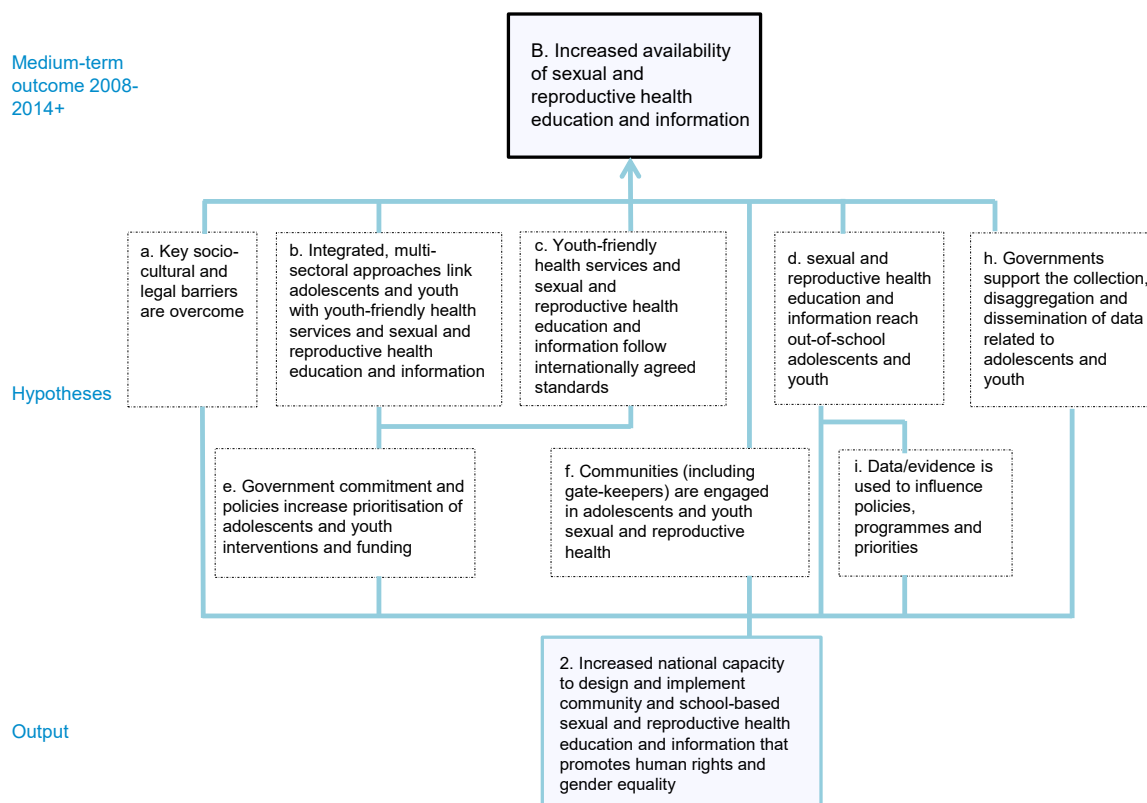 Medium-term
outcome 2008-
2014+
B. Increased availability
of sexual and
reproductive health
education and information
a. Key socio-
cultural and
legal barriers
are overcome
b. Integrated, multi-
sectoral approaches link
adolescents and youth
with youth-friendly health
services and sexual and
reproductive health
education and information
c. Youth-friendly
health services and
sexual and
reproductive health
education and
information follow
internationally agreed
standards
d. sexual and
reproductive health
education and
information reach
out-of-school
adolescents and
youth
h. Governments
support the collection,
disaggregation and
dissemination of data
related to
adolescents and
youth
Hypotheses
e. Government commitment and
policies increase prioritisation of
adolescents and youth
interventions and funding
f. Communities (including
gate-keepers) are engaged
in adolescents and youth
sexual and reproductive
health
i. Data/evidence is
used to influence
policies,
programmes and
priorities
Output
2. Increased national capacity
to design and implement
community and school-based
sexual and reproductive health
education and information that
promotes human rights and
gender equality